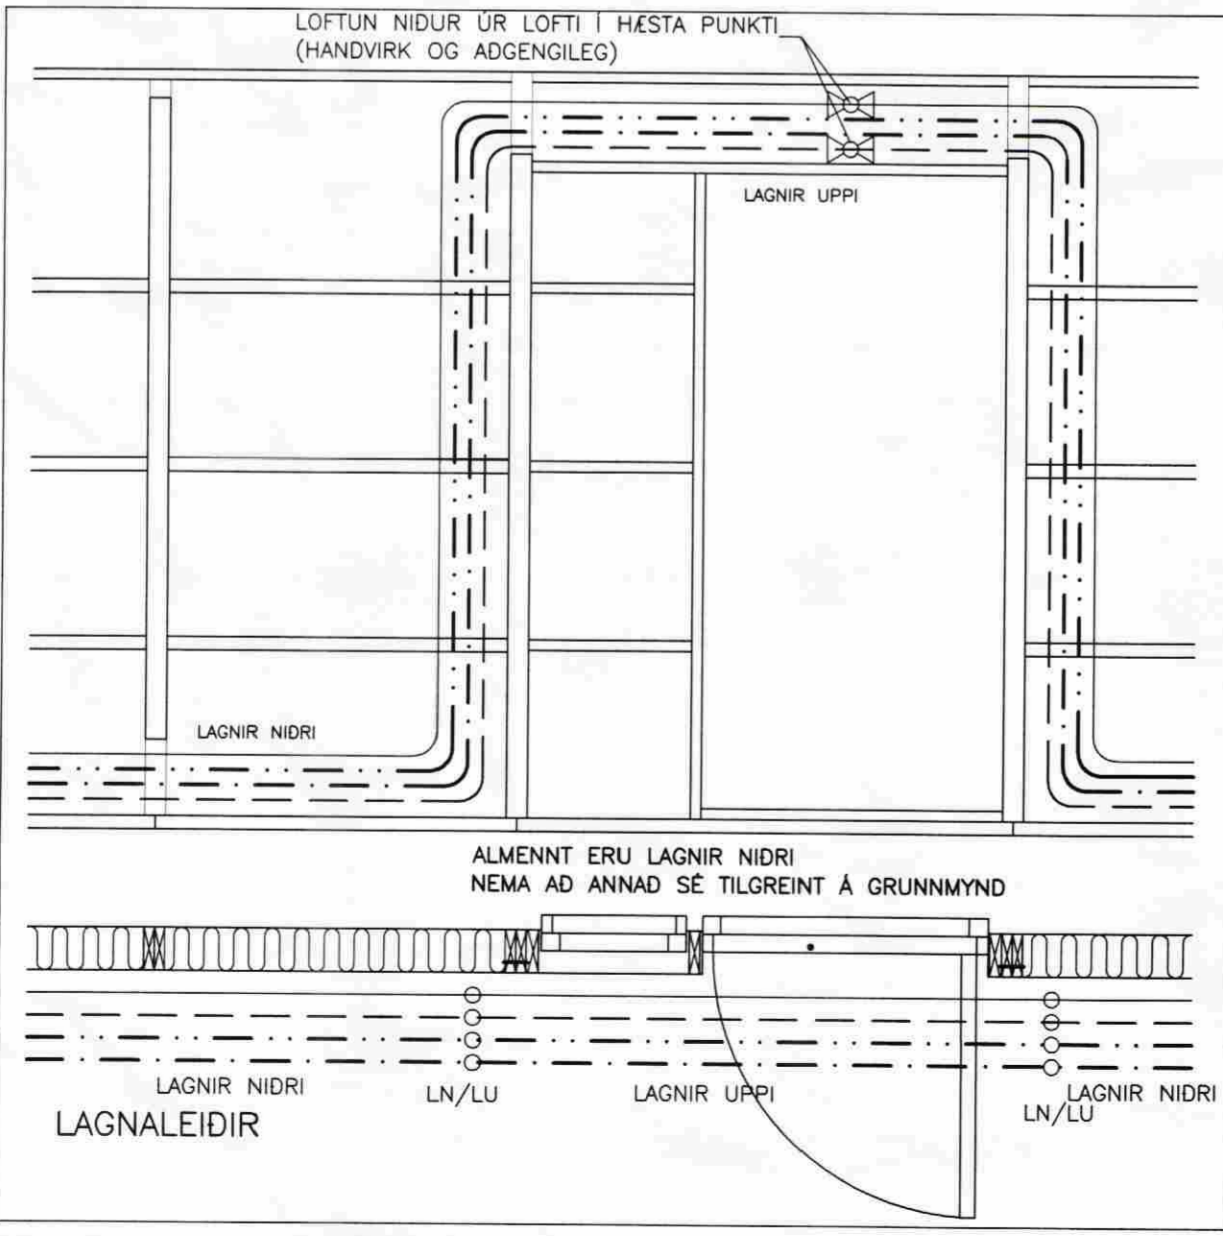 LOFTUN NIÐUR ÚR LOFTI Í HÆSTA PUNKTI
(HANDVIRK OG AÐGENGILEG)
LAGNIR UPPI
LAGNIR NIÐRI
ALMENNT ERU LAGNIR NIÐRI
NEMA AÐ ANNAÐ SÉ TILGREINT Á GRUNNMYND
LAGNIR NIÐRI
LN/LU
LAGNIR UPPI
LN/LU
LAGNIR NIÐRI
LAGNALEIÐIR